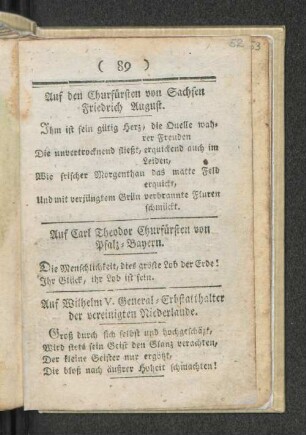 ( 89 )
Auf den Churfürsten von Sachsen
Friedrich August.
Ihm ist sein gütig Herz, die Quelle wah-
rer Freuden
Die unvertrocknend fließt, erquickend auch im
Leiden,
Wie frischer Morgenthau das matte Feld
erquickt,
Und mit verjüngtem Grün verbrannte Fluren
schmückt.
Auf Carl Theodor Churfürsten von
Pfalz-Bayern.
Die Menschlichkeit, dies größte Lob der Erde!
Ihr Glück, ihr Lob ist sein.
Auf Wilhelm V. General-Erbstatthalter
der vereinigten Niederlande.
Groß durch sich selbst und hochgeschäzt,
Wird stets sein Geist den Glanz verachten,
Der kleine Geister nur ergötzt,
Die bloß nach äußrer Hoheit schmachten!